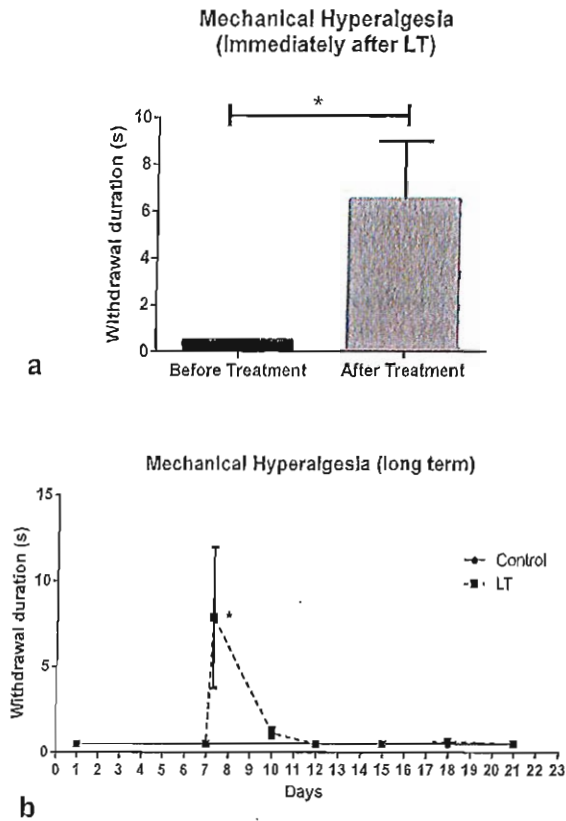 Mechanical Hyperalgesia
(Immediately after LT)
*
Withdrawal duration (s)
10
8
6
4
2
0
Before Treatment After Treatment
a
Mechanical Hyperalgesia (long term)
Withdrawal duration (s)
15
10
5
0
Control
LT
*
0 1 2 3 4 5 6 7 8 9 10 11 12 13 14 15 16 17 18 19 20 21 22 23
Days
b